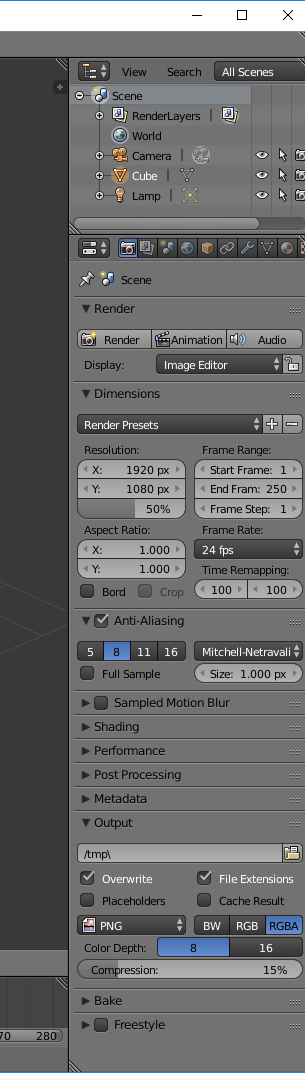 View Search All Scenes
Scene
RenderLayers
World
Camera
Cube
Lamp
Scene
Render
Render Animation Audio
Display: Image Editor
Dimensions
Render Presets
Resolution: Frame Range:
X: 1920 px Start Frame: 1
Y: 1080 px End Fram: 250
50% Frame Step: 1
Aspect Ratio: Frame Rate:
X: 1.000 24 fps
Y: 1.000 Time Remapping:
Bord Crop 100 100
Anti-Aliasing
5 8 11 16 Mitchell-Netravali
Full Sample Size: 1.000 px
Sampled Motion Blur
Shading
Performance
Post Processing
Metadata
Output
/tmp\
Overwrite File Extensions
Placeholders Cache Result
PNG BW RGB RGBA
Color Depth: 8 16
Compression: 15%
Bake
Freestyle
70 280